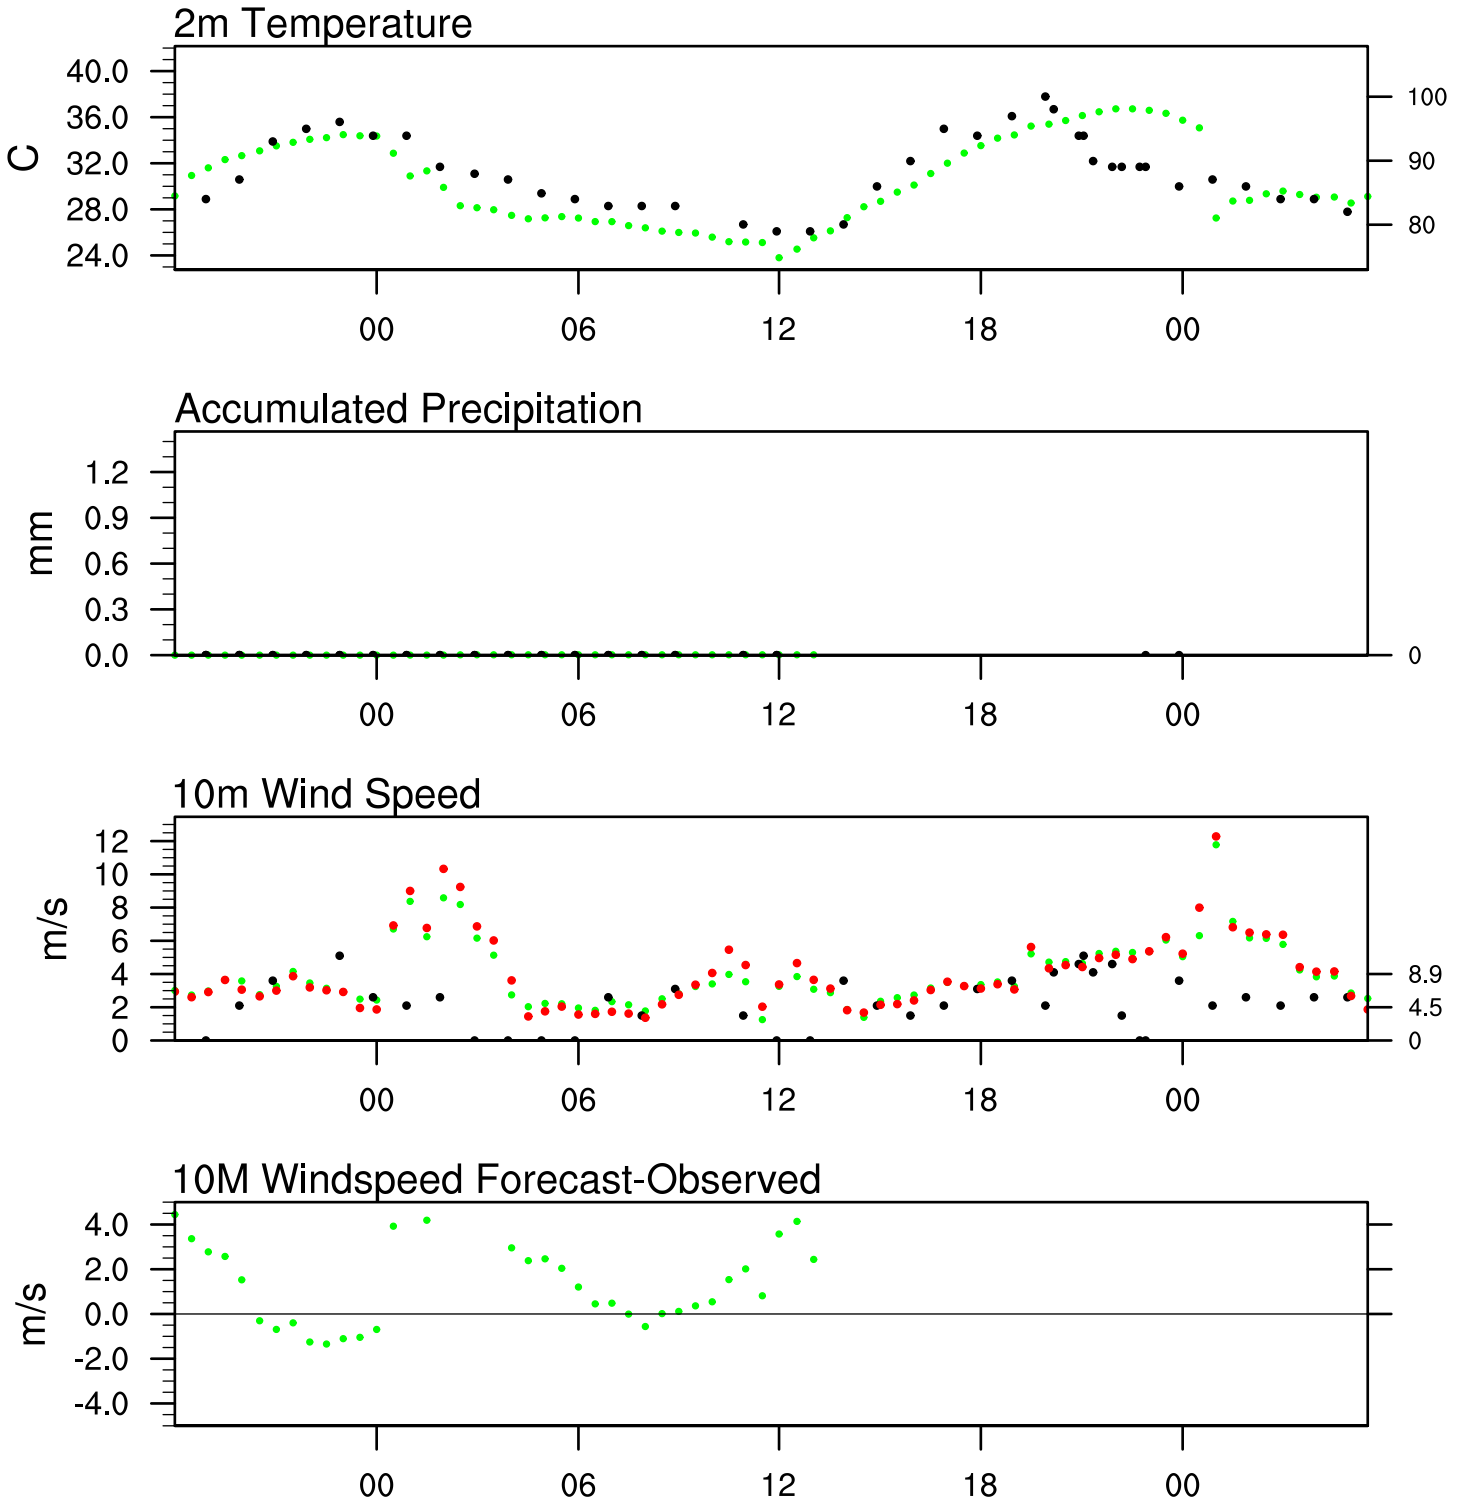 2m Temperature
40.0
36.0
32.0
28.0
24.0
C
100
90
80
00 06 12 18 00
Accumulated Precipitation
1.2
0.9
0.6
0.3
0.0
mm
0
00 06 12 18 00
10m Wind Speed
12
10
8
6
4
2
0
m/s
8.9
4.5
0
00 06 12 18 00
10M Windspeed Forecast-Observed
4.0
2.0
0.0
-2.0
-4.0
m/s
00 06 12 18 00